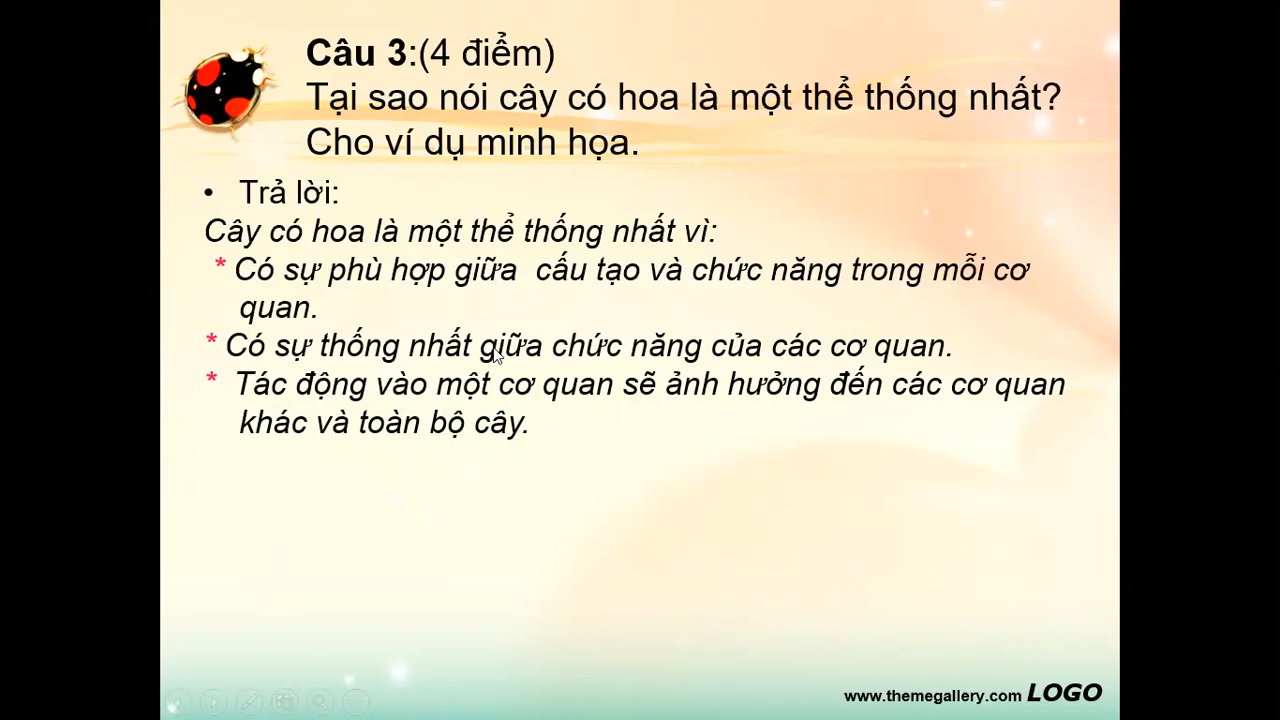 Câu 3:(4 điểm)
Tại sao nói cây có hoa là một thể thống nhất?
Cho ví dụ minh họa.
• Trả lời:
Cây có hoa là một thể thống nhất vì:
* Có sự phù hợp giữa cấu tạo và chức năng trong mỗi cơ
quan.
* Có sự thống nhất giữa chức năng của các cơ quan.
* Tác động vào một cơ quan sẽ ảnh hưởng đến các cơ quan
khác và toàn bộ cây.
www.themegallery.com LOGO